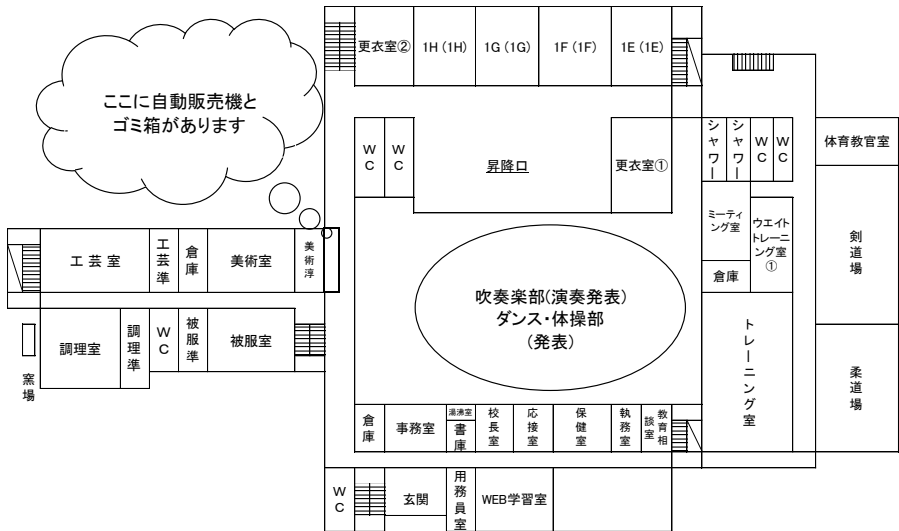 更衣室②
1H (1H)
1G (1G)
1F (1F)
1E (1E)
ここに自動販売機と
ゴミ箱があります
WC
WC
昇降口
更衣室①
シャワー
シャワー
WC
WC
体育教官室
ミーティ
ング室
ウエイト
トレーニ
ング室
①
倉庫
剣道場
工芸室
工芸準
倉庫
美術室
美術淳
吹奏楽部(演奏発表)
ダンス・体操部
(発表)
トレーニング室
柔道場
窯場
調理室
調理準
WC
被服準
被服室
倉庫
事務室
湯沸室
書庫
校長室
応接室
保健室
執務室
教育相
談室
WC
玄関
用務員室
WEB学習室